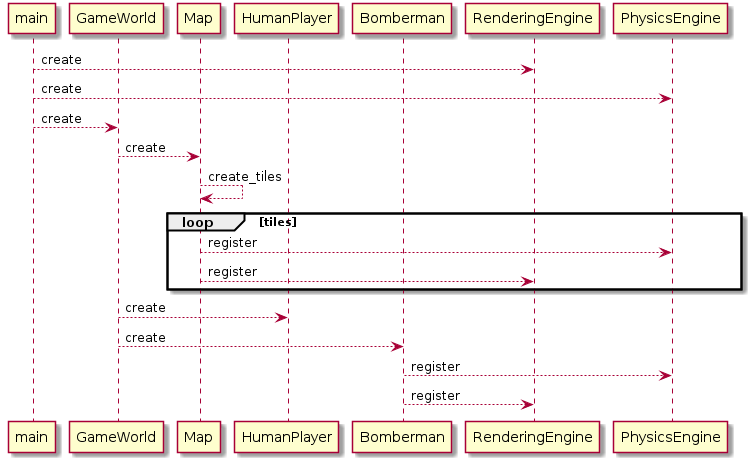 main GameWorld Map HumanPlayer Bomberman RenderingEngine PhysicsEngine
create
create
create
create
create_tiles
loop [tiles]
register
register
create
create
register
register
main GameWorld Map HumanPlayer Bomberman RenderingEngine PhysicsEngine